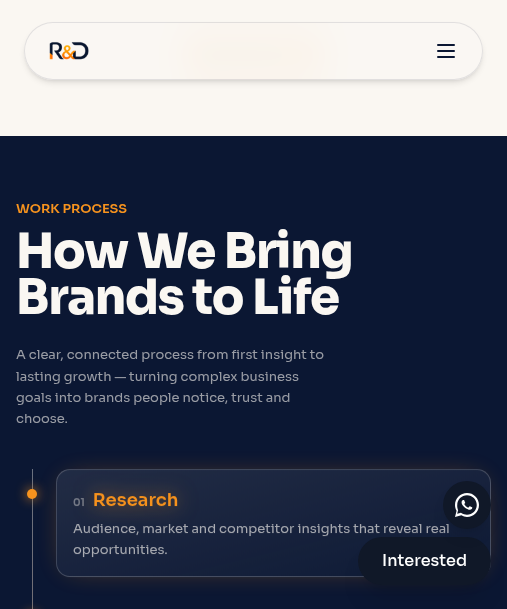 R&D
WORK PROCESS
How We Bring
Brands to Life
A clear, connected process from first insight to
lasting growth — turning complex business
goals into brands people notice, trust and
choose.
01 Research
Audience, market and competitor insights that reveal real
opportunities.
Interested